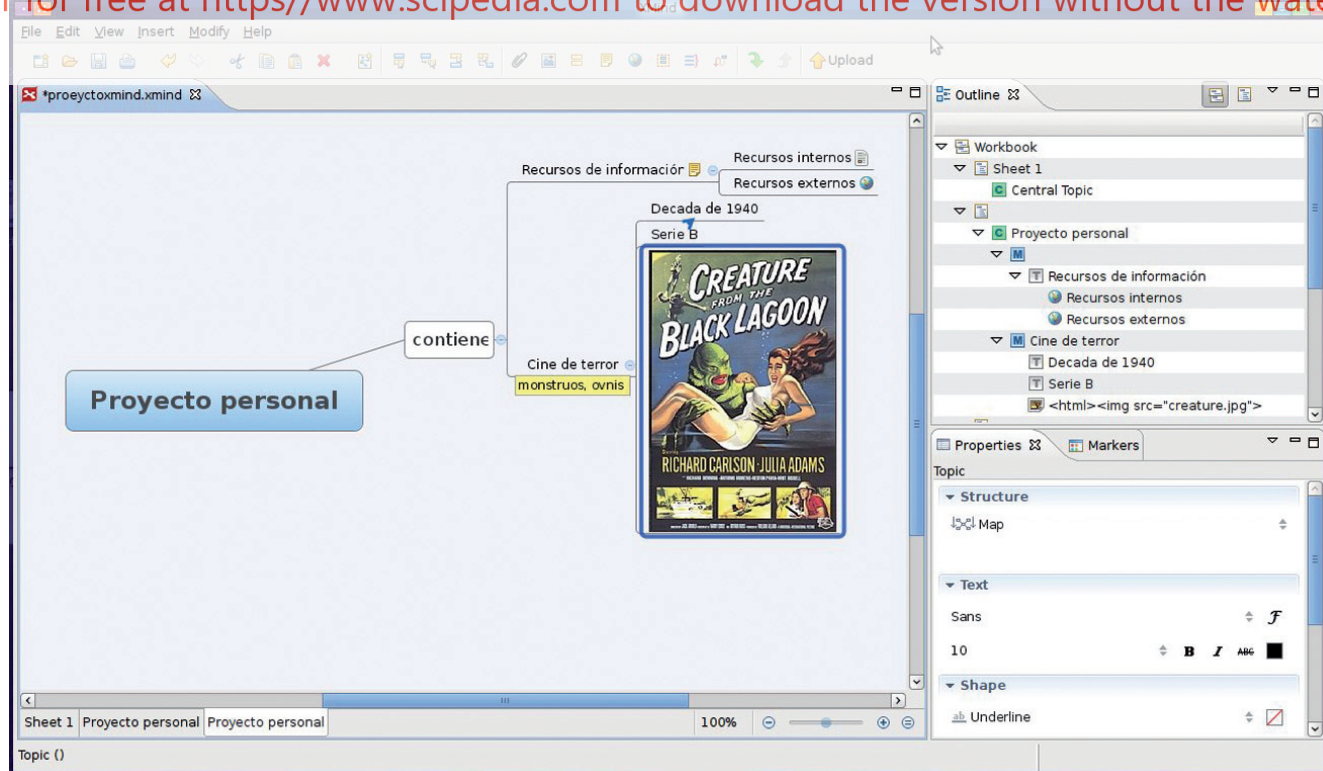 for free at https//www.scipedia.com to download the version without the wate
File Edit View Insert Modify Help
Upload
*proeyctoxmind.xmind
Recursos de informaciór
Recursos internos
Recursos externos
Decada de 1940
Serie B
CREATURE
FROM THE
BLACK LAGOON
RICHARD CARLSON · JULIA ADAMS
contiene
Cine de terror
monstruos, ovnis
Proyecto personal
Sheet 1 Proyecto personal Proyecto personal
100%
Topic ()
Outline
Workbook
Sheet 1
C Central Topic
C Proyecto personal
M
T Recursos de información
Recursos internos
Recursos externos
M Cine de terror
T Decada de 1940
T Serie B
<html><img src="creature.jpg">
Properties Markers
Topic
Structure
Map
Text
Sans F
10 B I ABC
Shape
ab Underline